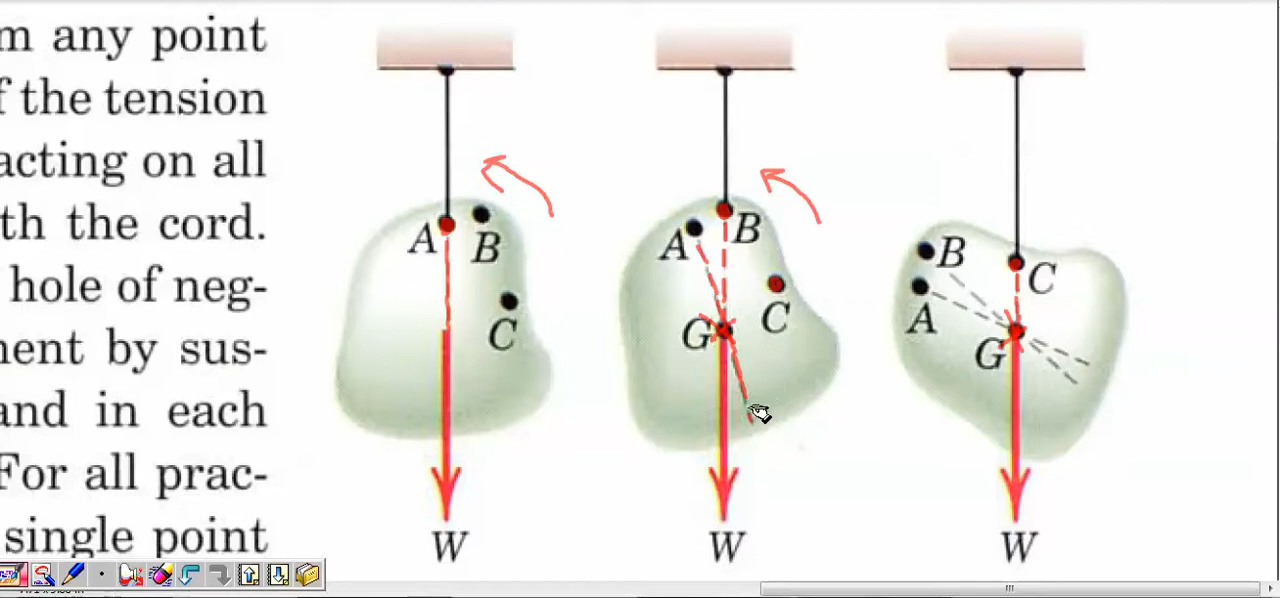 m any point
f the tension
acting on all
th the cord.
hole of neg-
ment by sus-
and in each
For all prac-
single point
A
B
C
W
A
B
C
G
W
B
A
C
G
W